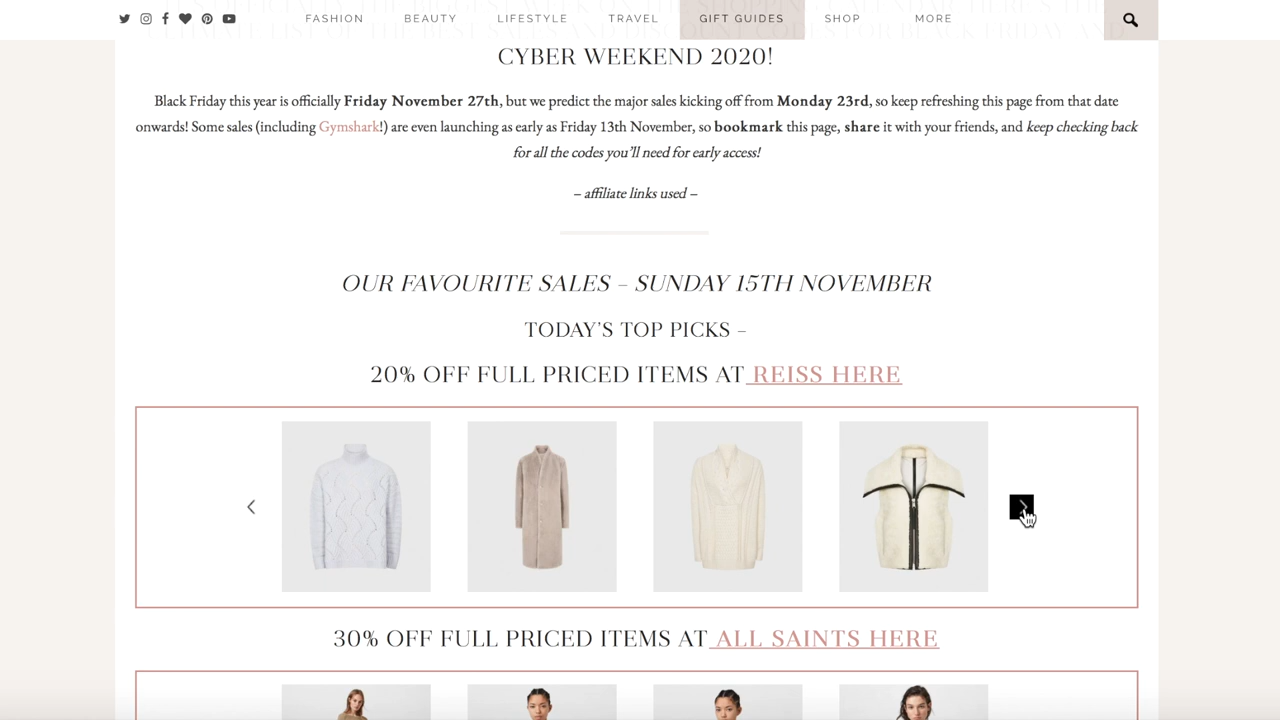 FASHION BEAUTY LIFESTYLE TRAVEL GIFT GUIDES SHOP MORE
CYBER WEEKEND 2020!
Black Friday this year is officially Friday November 27th, but we predict the major sales kicking off from Monday 23rd, so keep refreshing this page from that date
onwards! Some sales (including Gymshark!) are even launching as early as Friday 13th November, so bookmark this page, share it with your friends, and keep checking back
for all the codes you'll need for early access!
– affiliate links used –
OUR FAVOURITE SALES – SUNDAY 15TH NOVEMBER
TODAY'S TOP PICKS –
20% OFF FULL PRICED ITEMS AT REISS HERE
30% OFF FULL PRICED ITEMS AT ALL SAINTS HERE